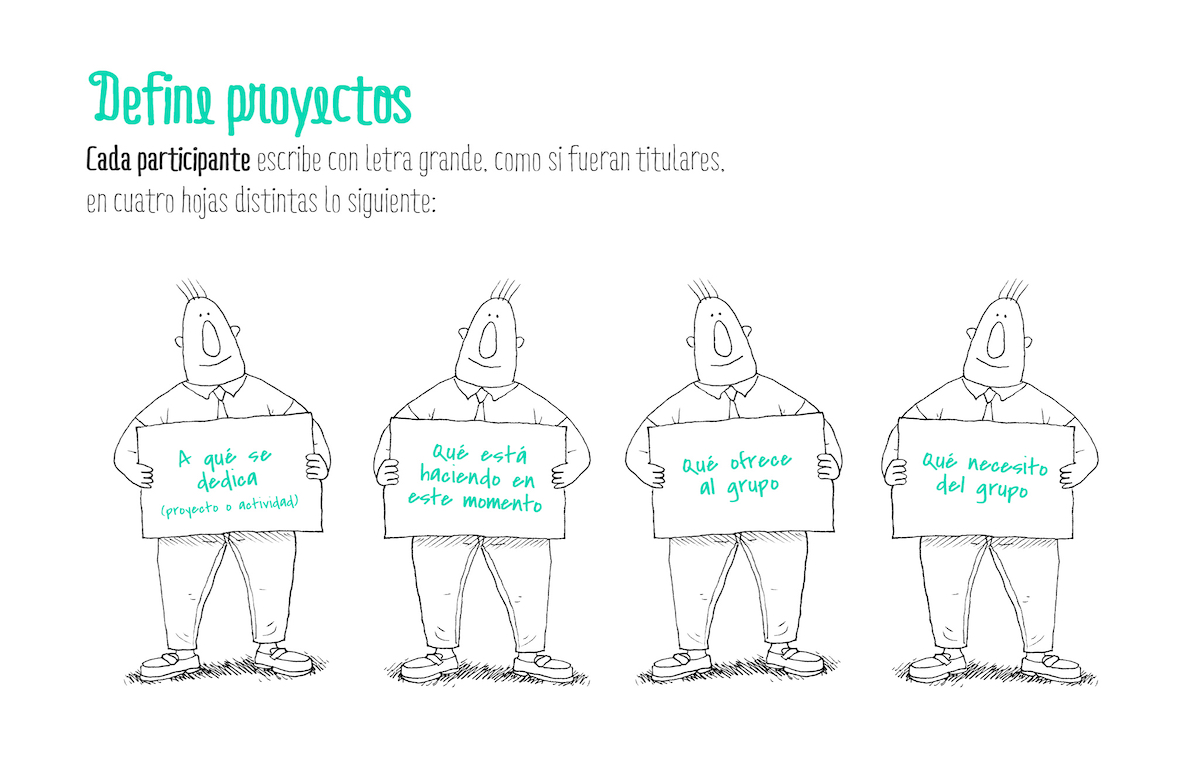 Define proyectos
Cada participante escribe con letra grande, como si fueran titulares,
en cuatro hojas distintas lo siguiente:
A qué se
dedica
(proyecto o actividad)
Qué está
haciendo en
este momento
Qué ofrece
al grupo
Qué necesito
del grupo